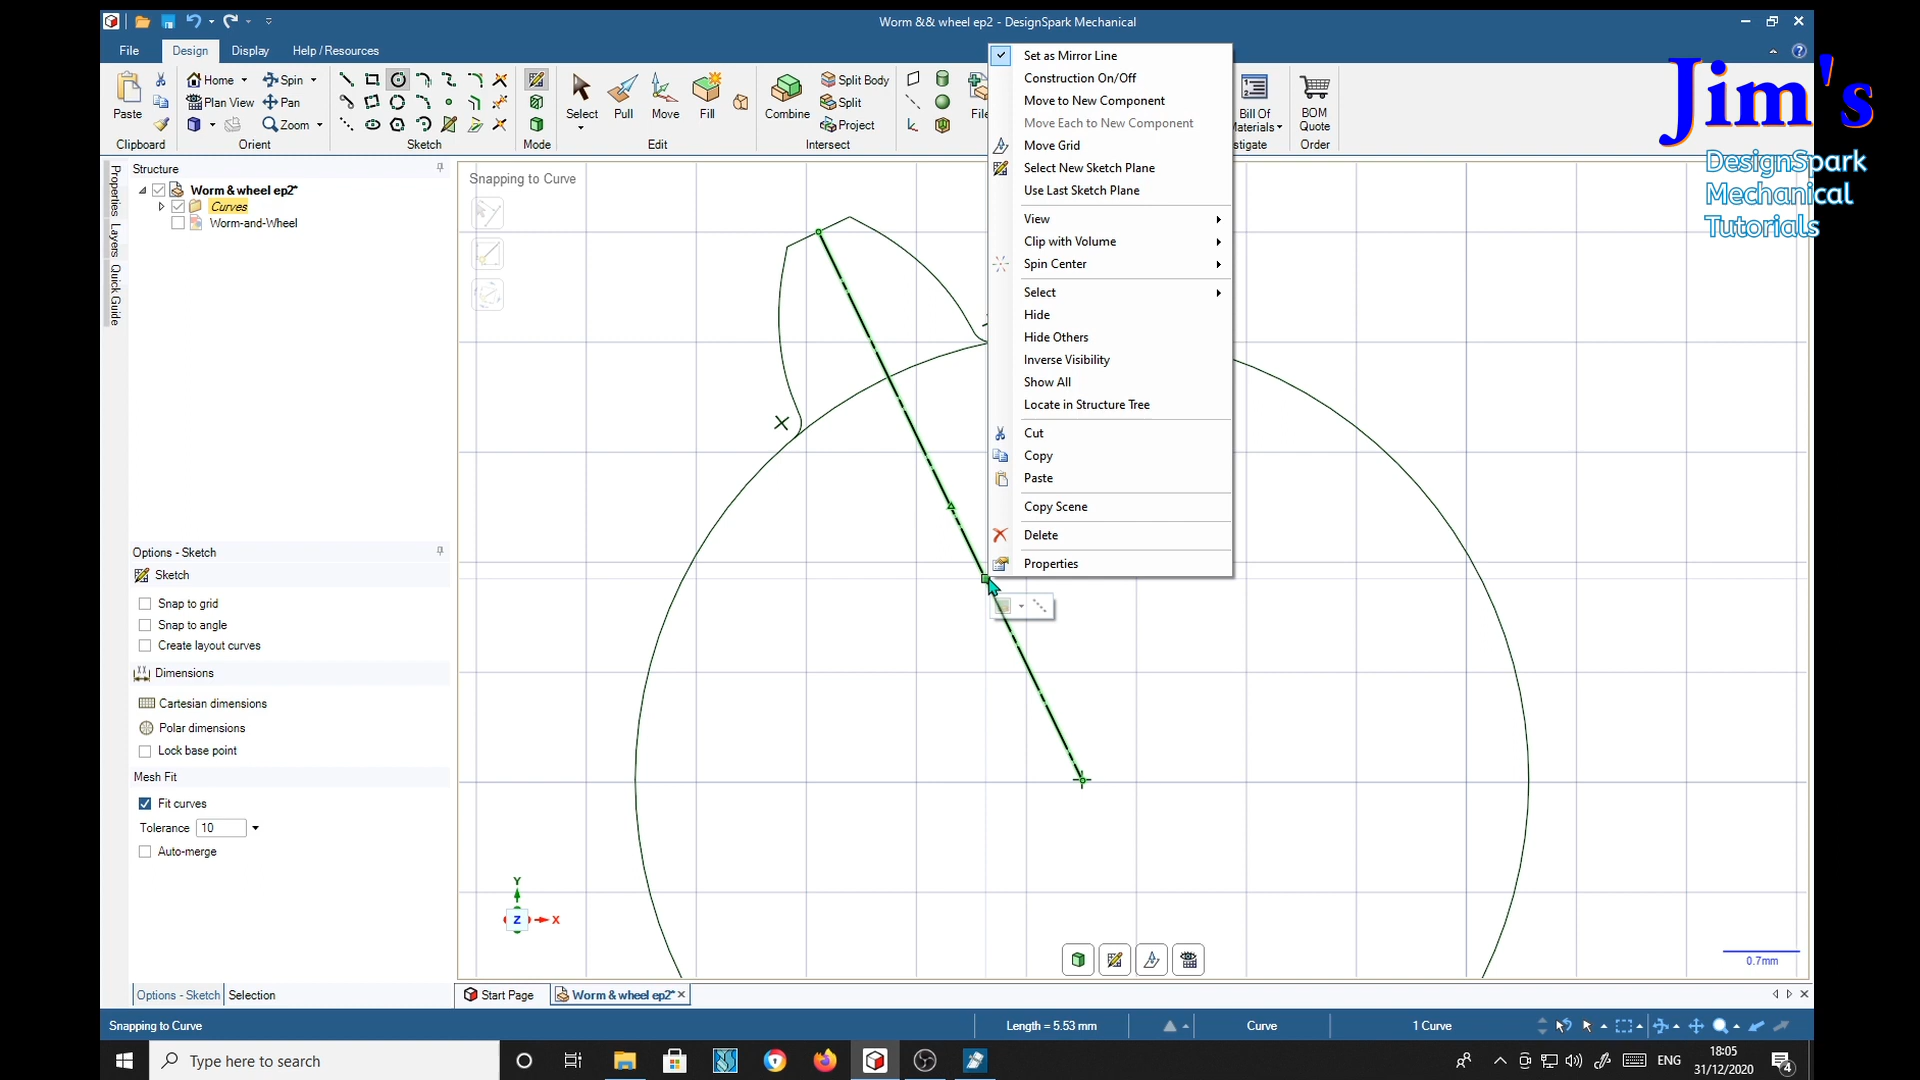 Worm && wheel ep2 - DesignSpark Mechanical
File
Design
Display
Help / Resources
Paste
Clipboard
Home
Plan View
Spin
Pan
Zoom
Orient
Sketch
Mode
Select
Pull
Move
Fill
Edit
Combine
Split Body
Split
Project
Intersect
Bill Of
Materials
BOM
Quote
Order
Jim's
DesignSpark
Mechanical
Tutorials
Structure
Worm & wheel ep2*
Curves
Worm-and-Wheel
Properties
Layers
Quick Guide
Snapping to Curve
Set as Mirror Line
Construction On/Off
Move to New Component
Move Each to New Component
Move Grid
Select New Sketch Plane
Use Last Sketch Plane
View
Clip with Volume
Spin Center
Select
Hide
Hide Others
Inverse Visibility
Show All
Locate in Structure Tree
Cut
Copy
Paste
Copy Scene
Delete
Properties
Options - Sketch
Sketch
Snap to grid
Snap to angle
Create layout curves
Dimensions
Cartesian dimensions
Polar dimensions
Lock base point
Mesh Fit
Fit curves
Tolerance 10
Auto-merge
Y
Z
X
0.7mm
Options - Sketch
Selection
Start Page
Worm & wheel ep2*
Snapping to Curve
Length = 5.53 mm
Curve
1 Curve
Type here to search
ENG
18:05
31/12/2020
4